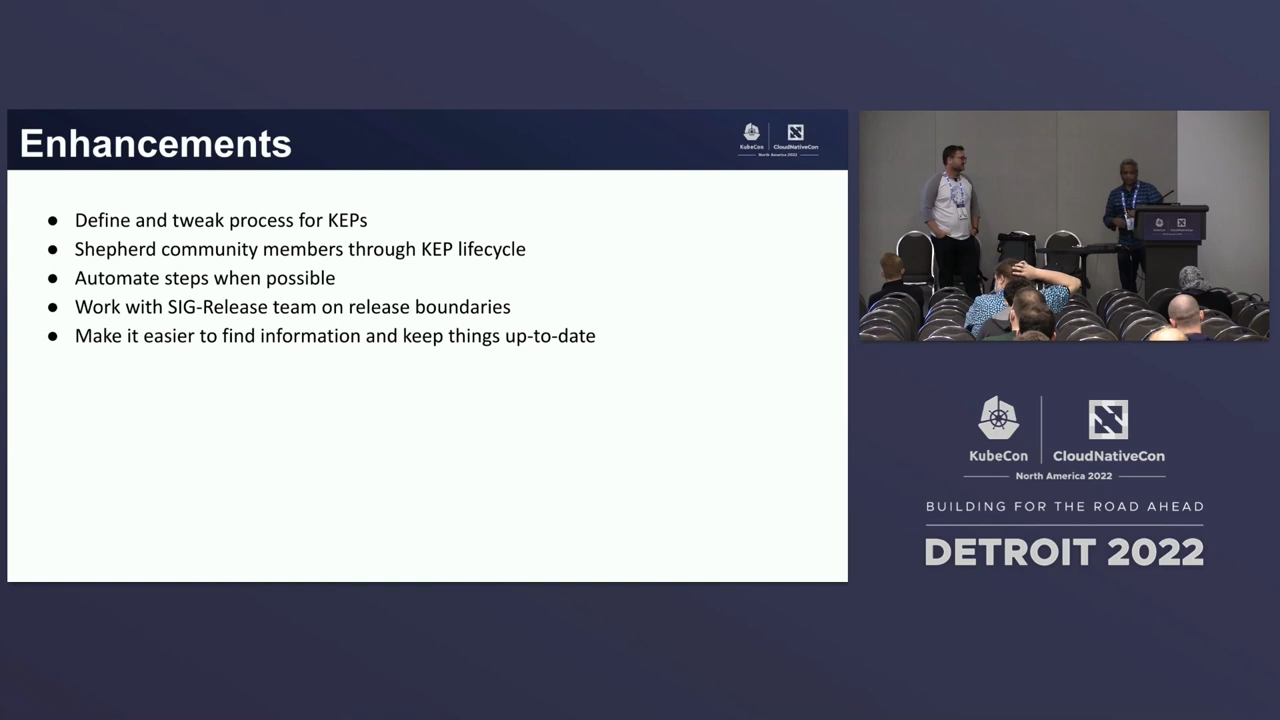 Enhancements
KubeCon
CloudNativeCon
North America 2022
● Define and tweak process for KEPs
● Shepherd community members through KEP lifecycle
● Automate steps when possible
● Work with SIG-Release team on release boundaries
● Make it easier to find information and keep things up-to-date
KubeCon
CloudNativeCon
North America 2022
BUILDING FOR THE ROAD AHEAD
DETROIT 2022